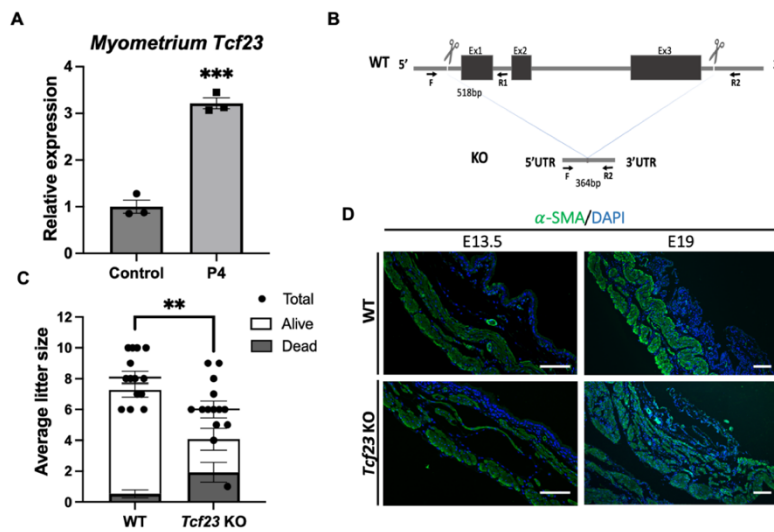 A
Myometrium Tcf23
Relative expression
4
3
2
1
0
***
Control
P4
B
WT
5'
Ex1
Ex2
Ex3
F
R1
R2
518bp
KO
5'UTR
3'UTR
F
R2
364bp
C
Average litter size
12
10
8
6
4
2
0
**
Total
Alive
Dead
WT
Tcf23 KO
D
α-SMA/DAPI
E13.5
E19
WT
Tcf23 KO